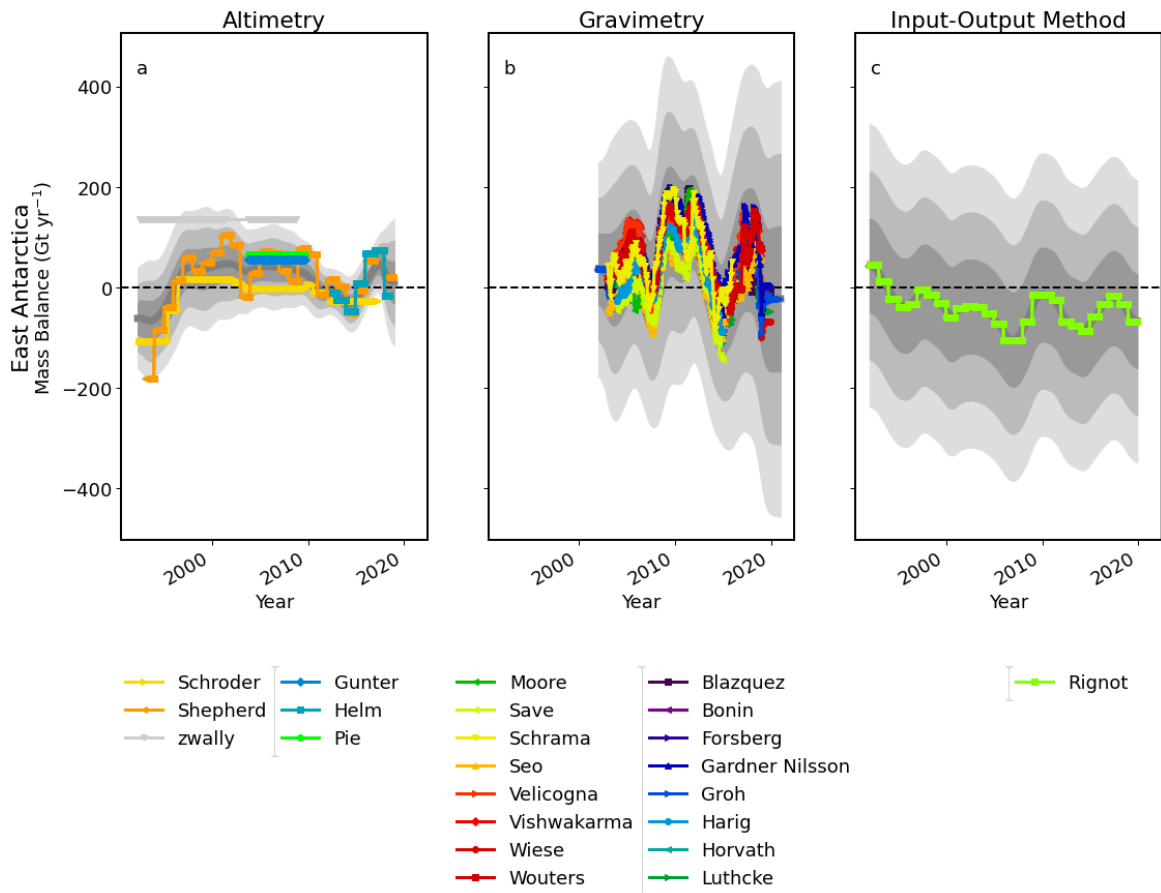 Altimetry
Gravimetry
Input-Output Method
a
b
c
East Antarctica
Mass Balance (Gt yr⁻¹)
400
200
0
−200
−400
2000
2010
2020
2000
2010
2020
2000
2010
2020
Year
Year
Year
Schroder
Shepherd
zwally
Gunter
Helm
Pie
Moore
Save
Schrama
Seo
Velicogna
Vishwakarma
Wiese
Wouters
Blazquez
Bonin
Forsberg
Gardner Nilsson
Groh
Harig
Horvath
Luthcke
Rignot